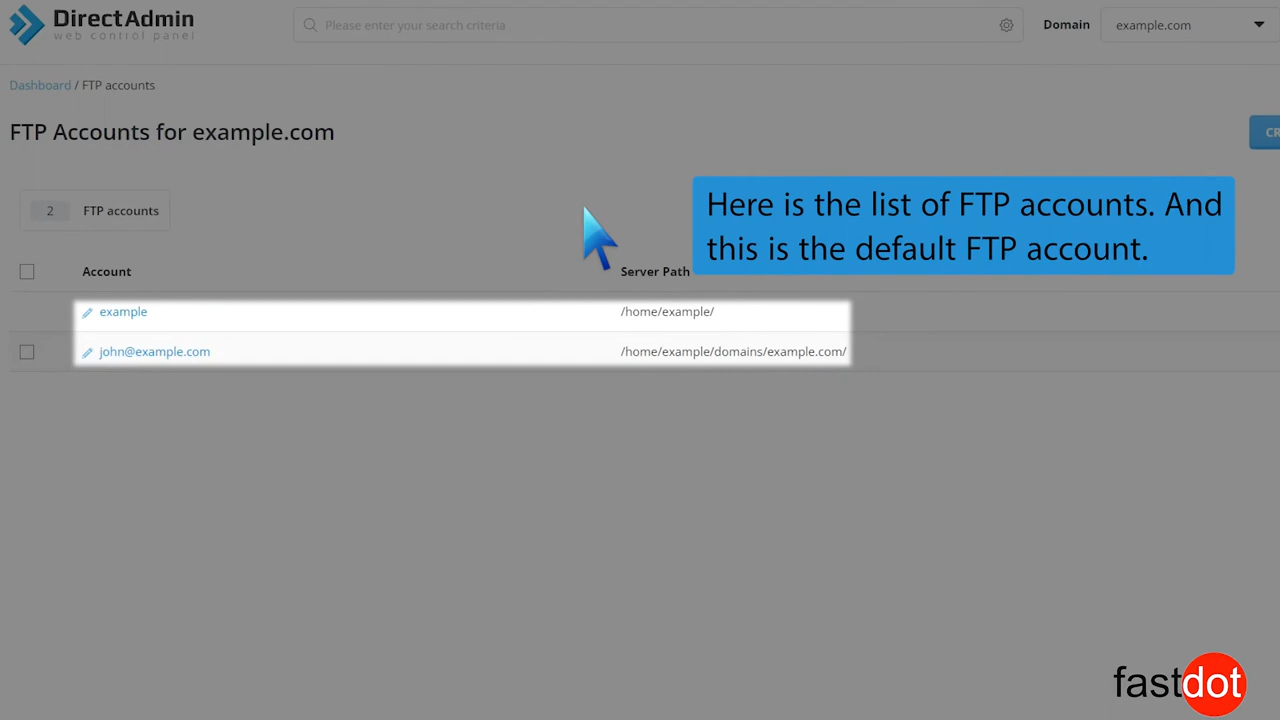 DirectAdmin
web control panel
Please enter your search criteria
Domain
example.com
Dashboard / FTP accounts
FTP Accounts for example.com
CR
2 FTP accounts
Here is the list of FTP accounts. And
this is the default FTP account.
Account
Server Path
example
/home/example/
john@example.com
/home/example/domains/example.com/
fastdot